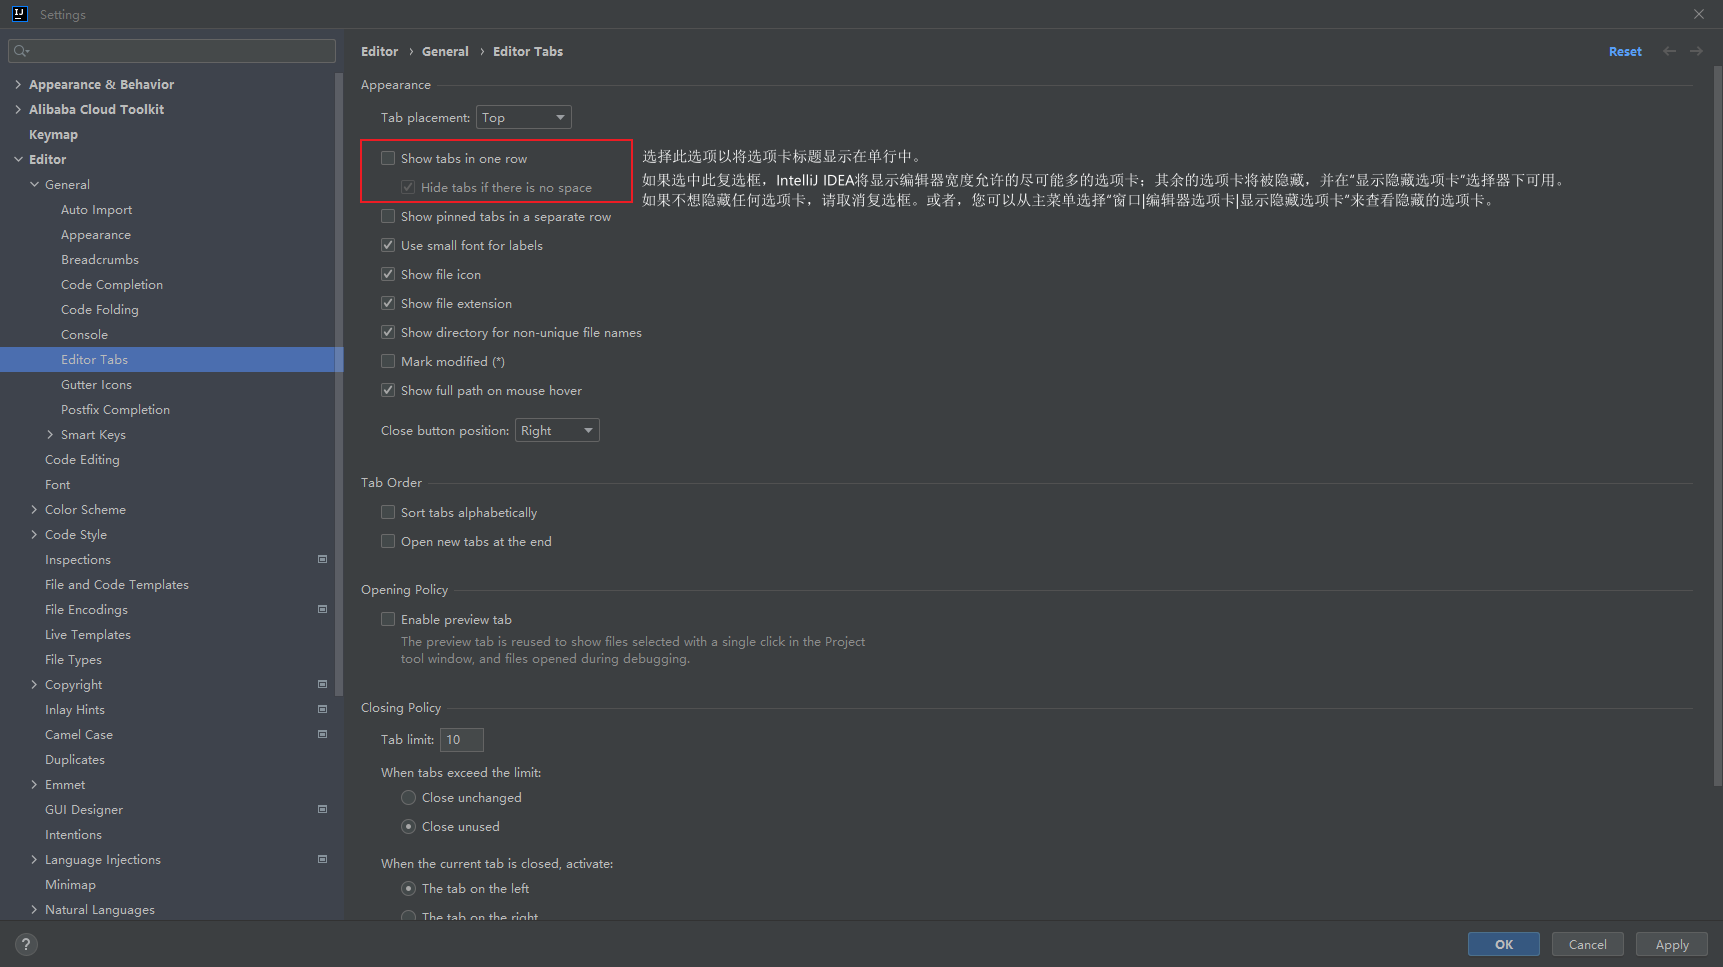 Settings
Appearance & Behavior
Alibaba Cloud Toolkit
Keymap
Editor
General
Auto Import
Appearance
Breadcrumbs
Code Completion
Code Folding
Console
Editor Tabs
Gutter Icons
Postfix Completion
Smart Keys
Code Editing
Font
Color Scheme
Code Style
Inspections
File and Code Templates
File Encodings
Live Templates
File Types
Copyright
Inlay Hints
Camel Case
Duplicates
Emmet
GUI Designer
Intentions
Language Injections
Minimap
Natural Languages
Editor › General › Editor Tabs
Reset
Appearance
Tab placement: Top
Show tabs in one row
Hide tabs if there is no space
选择此选项以将选项卡标题显示在单行中。
如果选中此复选框，IntelliJ IDEA将显示编辑器宽度允许的尽可能多的选项卡；其余的选项卡将被隐藏，并在"显示隐藏选项卡"选择器下可用。
如果不想隐藏任何选项卡，请取消复选框。或者，您可以从主菜单选择"窗口|编辑器选项卡|显示隐藏选项卡"来查看隐藏的选项卡。
Show pinned tabs in a separate row
Use small font for labels
Show file icon
Show file extension
Show directory for non-unique file names
Mark modified (*)
Show full path on mouse hover
Close button position: Right
Tab Order
Sort tabs alphabetically
Open new tabs at the end
Opening Policy
Enable preview tab
The preview tab is reused to show files selected with a single click in the Project
tool window, and files opened during debugging.
Closing Policy
Tab limit: 10
When tabs exceed the limit:
Close unchanged
Close unused
When the current tab is closed, activate:
The tab on the left
The tab on the right
?
OK
Cancel
Apply